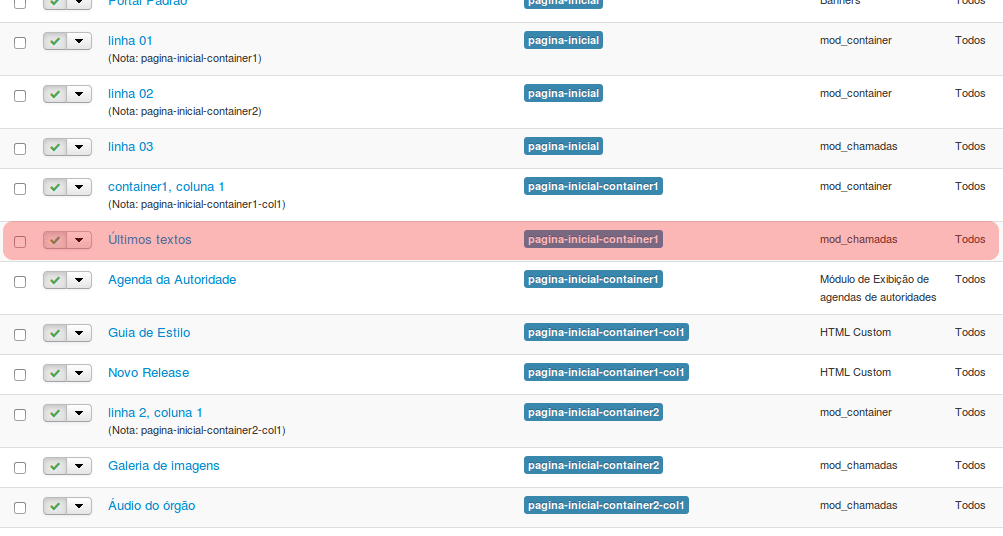 Portal Padrão pagina-inicial Banners Todos
linha 01 pagina-inicial mod_container Todos
(Nota: pagina-inicial-container1)
linha 02 pagina-inicial mod_container Todos
(Nota: pagina-inicial-container2)
linha 03 pagina-inicial mod_chamadas Todos
container1, coluna 1 pagina-inicial-container1 mod_container Todos
(Nota: pagina-inicial-container1-col1)
Últimos textos pagina-inicial-container1 mod_chamadas Todos
Agenda da Autoridade pagina-inicial-container1 Módulo de Exibição de Todos
agendas de autoridades
Guia de Estilo pagina-inicial-container1-col1 HTML Custom Todos
Novo Release pagina-inicial-container1-col1 HTML Custom Todos
linha 2, coluna 1 pagina-inicial-container2 mod_container Todos
(Nota: pagina-inicial-container2-col1)
Galeria de imagens pagina-inicial-container2 mod_chamadas Todos
Áudio do órgão pagina-inicial-container2-col1 mod_chamadas Todos